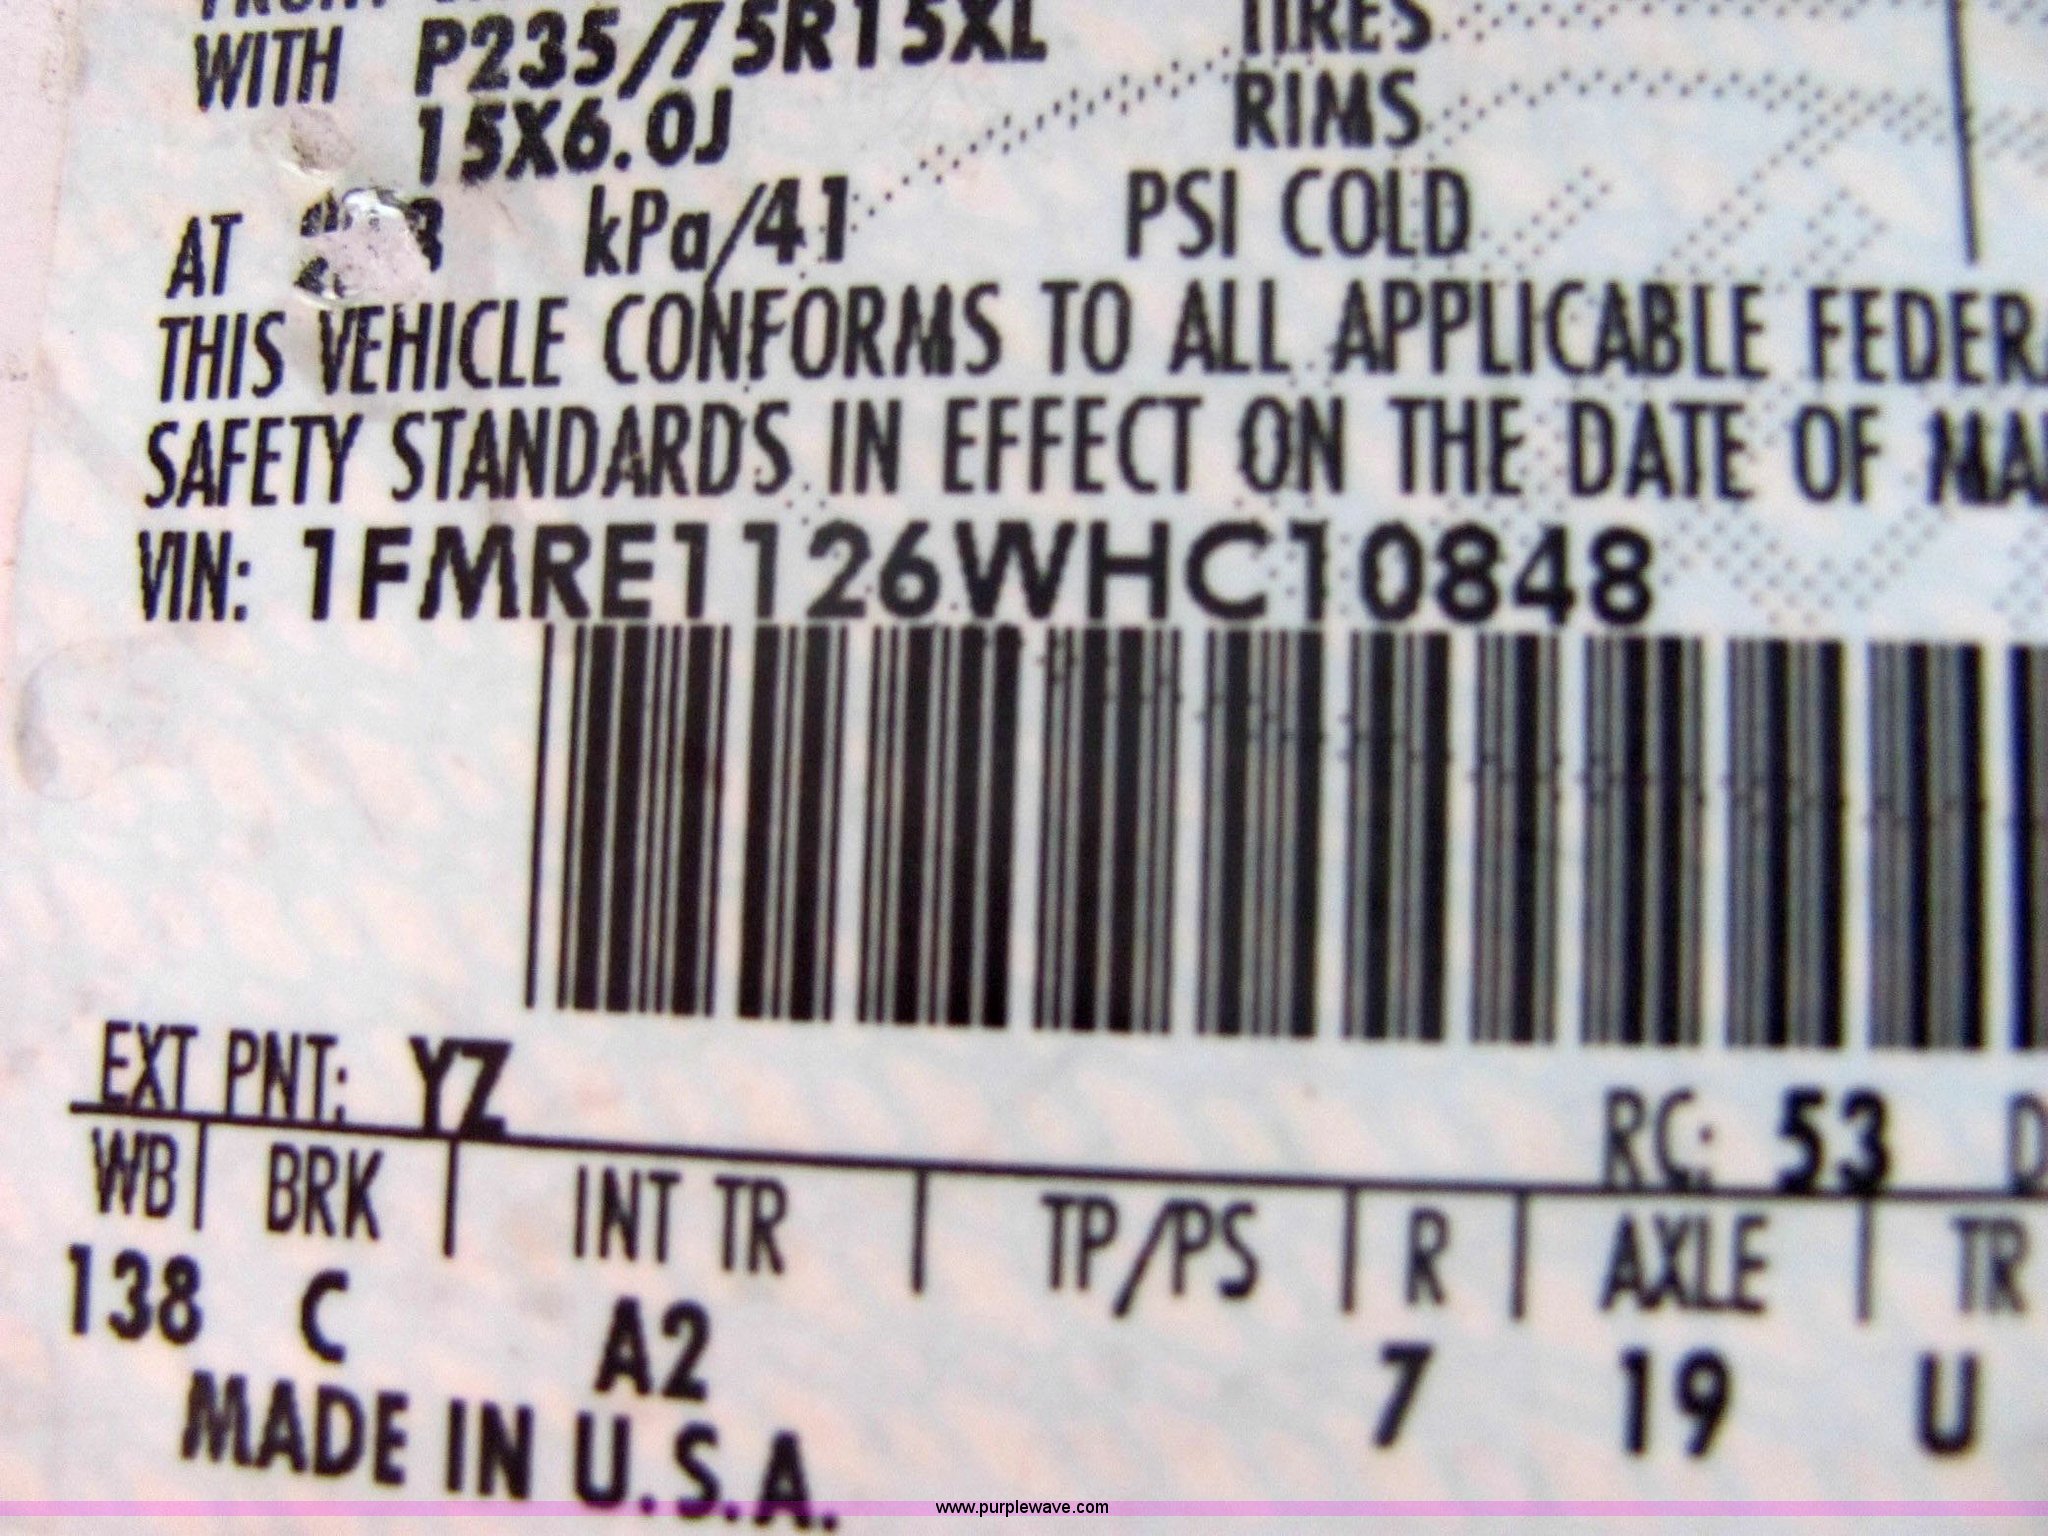 WITH P235/75R15XL TIRES
15X6.0J RIMS
AT kPa/41 PSI COLD
THIS VEHICLE CONFORMS TO ALL APPLICABLE FEDERA
SAFETY STANDARDS IN EFFECT ON THE DATE OF MA
VIN: 1FMRE1126WHC10848
EXT PNT: YZ RC: 53 D
WB BRK INT TR TP/PS R AXLE TR
138 C A2 7 19 U
MADE IN U.S.A.
www.purplewave.com